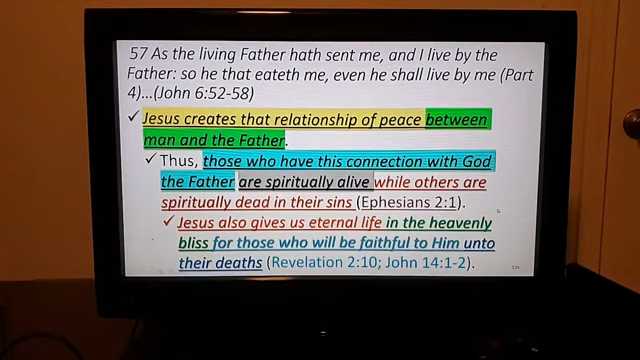 57 As the living Father hath sent me, and I live by the
Father: so he that eateth me, even he shall live by me (Part
4)...(John 6:52-58)
✓ Jesus creates that relationship of peace between
man and the Father.
✓ Thus, those who have this connection with God
the Father are spiritually alive while others are
spiritually dead in their sins (Ephesians 2:1).
✓ Jesus also gives us eternal life in the heavenly
bliss for those who will be faithful to Him unto
their deaths (Revelation 2:10; John 14:1-2).